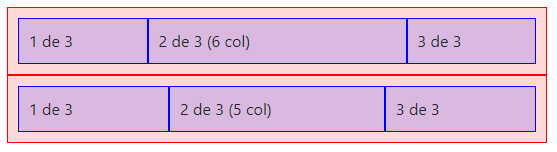 1 de 3 2 de 3 (6 col) 3 de 3
1 de 3 2 de 3 (5 col) 3 de 3